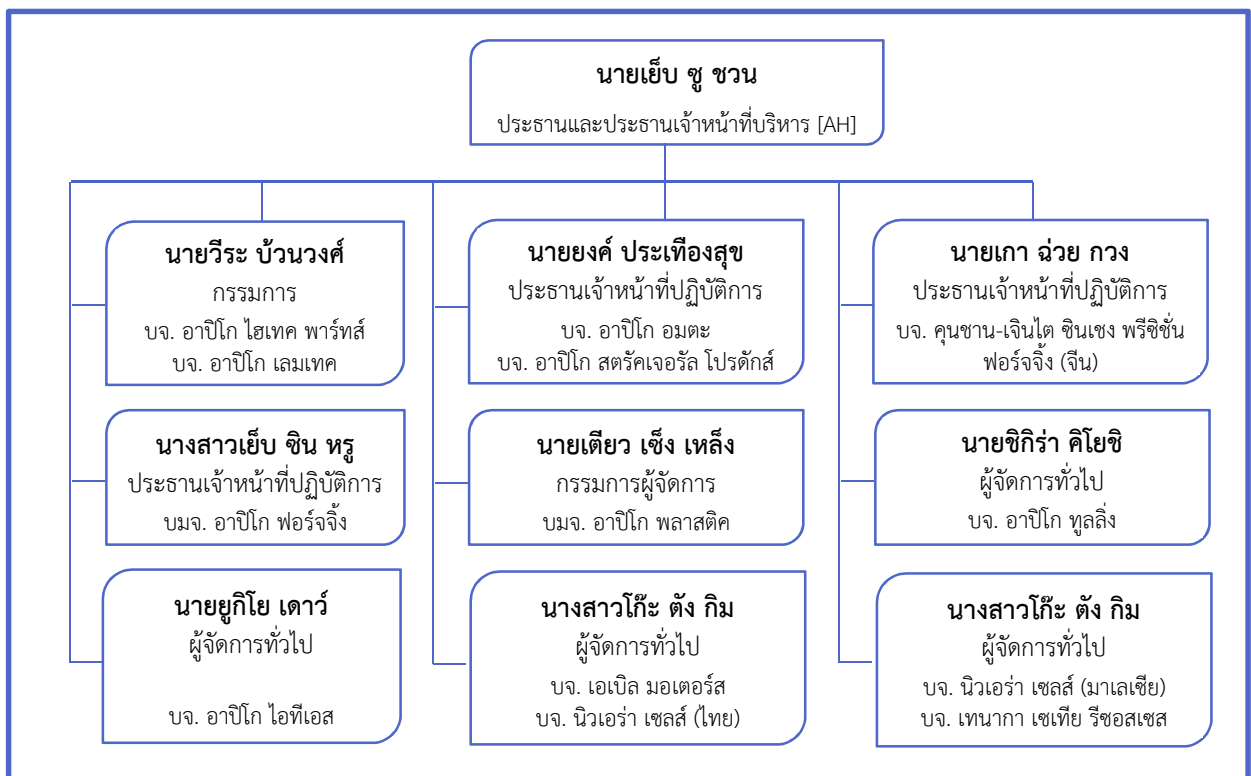 นายเย็บ ซู ชวน
ประธานและประธานเจ้าหน้าที่บริหาร [AH]
นายวีระ บ้วนวงศ์
กรรมการ
บจ. อาปิโก ไฮเทค พาร์ทส์
บจ. อาปิโก เลมเทค
นายยงค์ ประเทืองสุข
ประธานเจ้าหน้าที่ปฏิบัติการ
บจ. อาปิโก อมตะ
บจ. อาปิโก สตรัคเจอรัล โปรดักส์
นายเกา ฉ่วย กวง
ประธานเจ้าหน้าที่ปฏิบัติการ
บจ. คุนชาน-เจินไต ซินเชง พรีซิชั่น
ฟอร์จจิ้ง (จีน)
นางสาวเย็บ ซิน หรู
ประธานเจ้าหน้าที่ปฏิบัติการ
บมจ. อาปิโก ฟอร์จจิ้ง
นายเตียว เซ็ง เหล็ง
กรรมการผู้จัดการ
บมจ. อาปิโก พลาสติค
นายชิกิร่า คิโยชิ
ผู้จัดการทั่วไป
บจ. อาปิโก ทูลลิ่ง
นายยูกิโย เดาว์
ผู้จัดการทั่วไป
บจ. อาปิโก ไอทีเอส
นางสาวโก๊ะ ตัง กิม
ผู้จัดการทั่วไป
บจ. เอเบิล มอเตอร์ส
บจ. นิวเอร่า เซลส์ (ไทย)
นางสาวโก๊ะ ตัง กิม
ผู้จัดการทั่วไป
บจ. นิวเอร่า เซลส์ (มาเลเซีย)
บจ. เทนากา เซเทีย รีซอสเซส